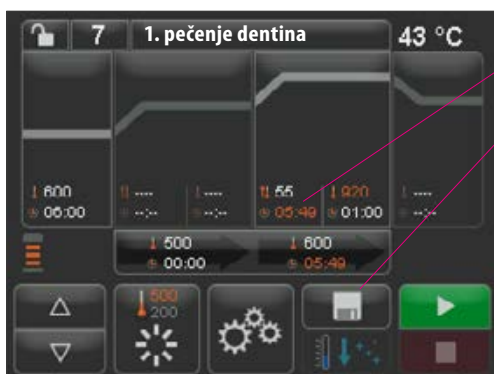 7 1. pečenje dentina 43 °C
600 ---- ---- 55 920 ----
06:00 --:-- --:-- 05:49 01:00 --:--
500 600
00:00 05:49
500
200